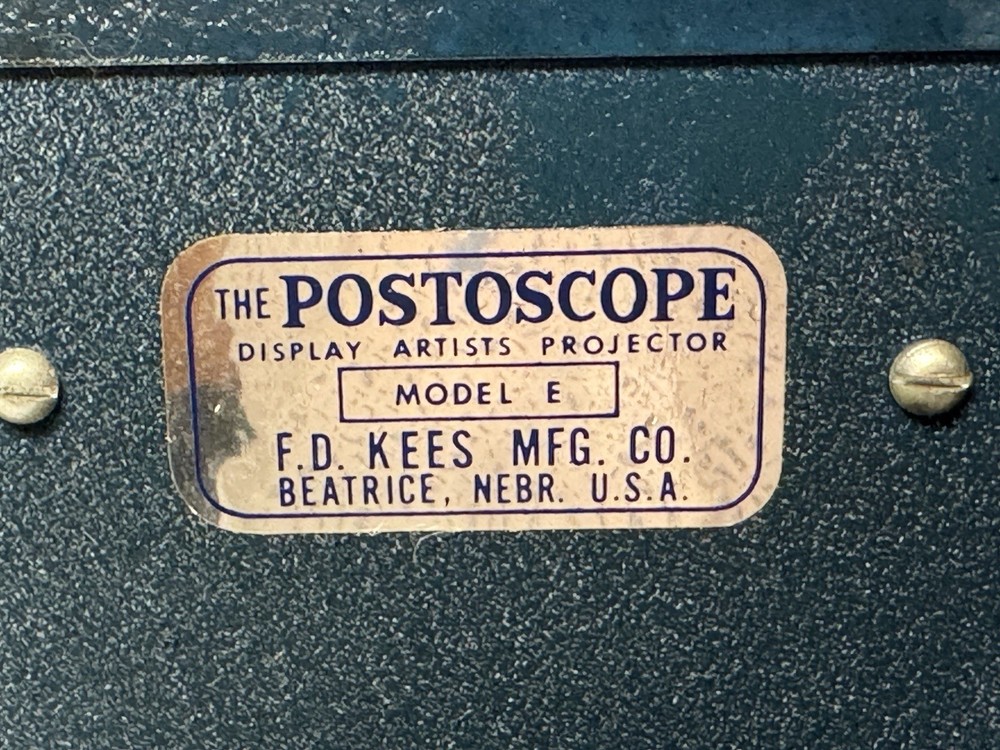 THE POSTOSCOPE
DISPLAY ARTISTS PROJECTOR
MODEL E
F.D. KEES MFG. CO.
BEATRICE, NEBR. U.S.A.